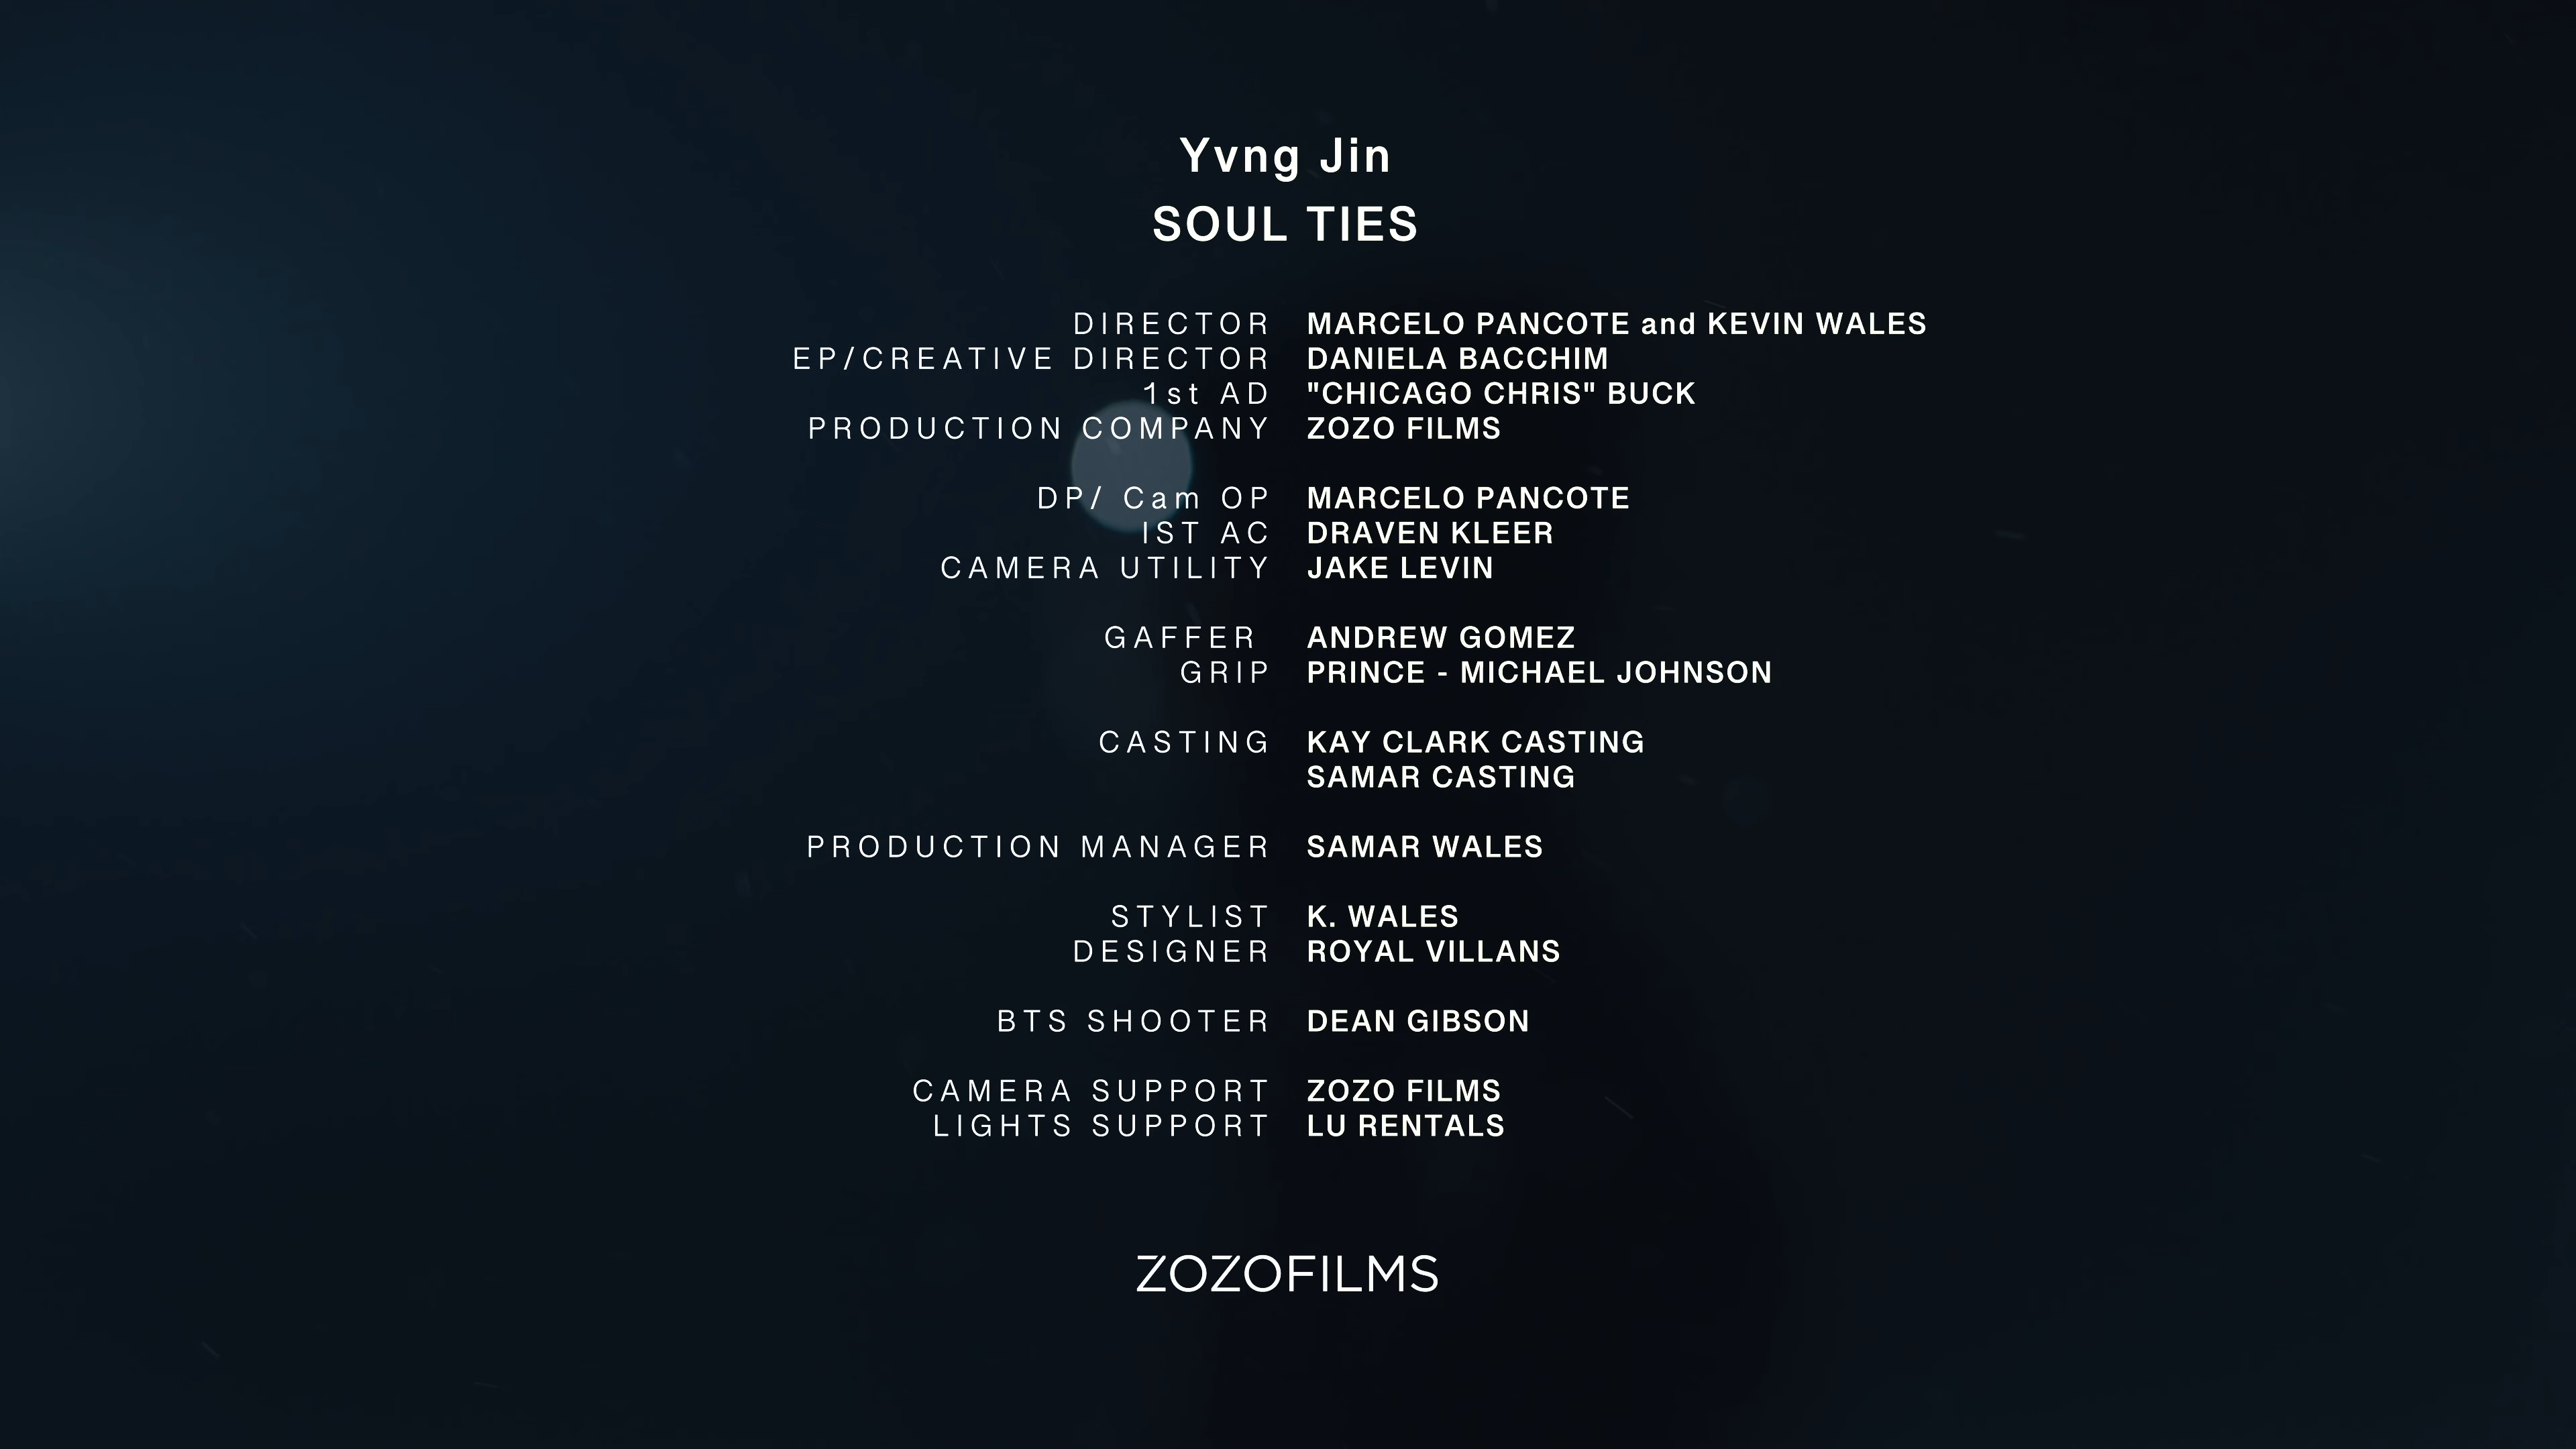 Yvng Jin
SOUL TIES
DIRECTOR MARCELO PANCOTE and KEVIN WALES
EP/CREATIVE DIRECTOR DANIELA BACCHIM
1st AD "CHICAGO CHRIS" BUCK
PRODUCTION COMPANY ZOZO FILMS
DP/ Cam OP MARCELO PANCOTE
IST AC DRAVEN KLEER
CAMERA UTILITY JAKE LEVIN
GAFFER ANDREW GOMEZ
GRIP PRINCE - MICHAEL JOHNSON
CASTING KAY CLARK CASTING
SAMAR CASTING
PRODUCTION MANAGER SAMAR WALES
STYLIST K. WALES
DESIGNER ROYAL VILLANS
BTS SHOOTER DEAN GIBSON
CAMERA SUPPORT ZOZO FILMS
LIGHTS SUPPORT LU RENTALS
ZOZOFILMS